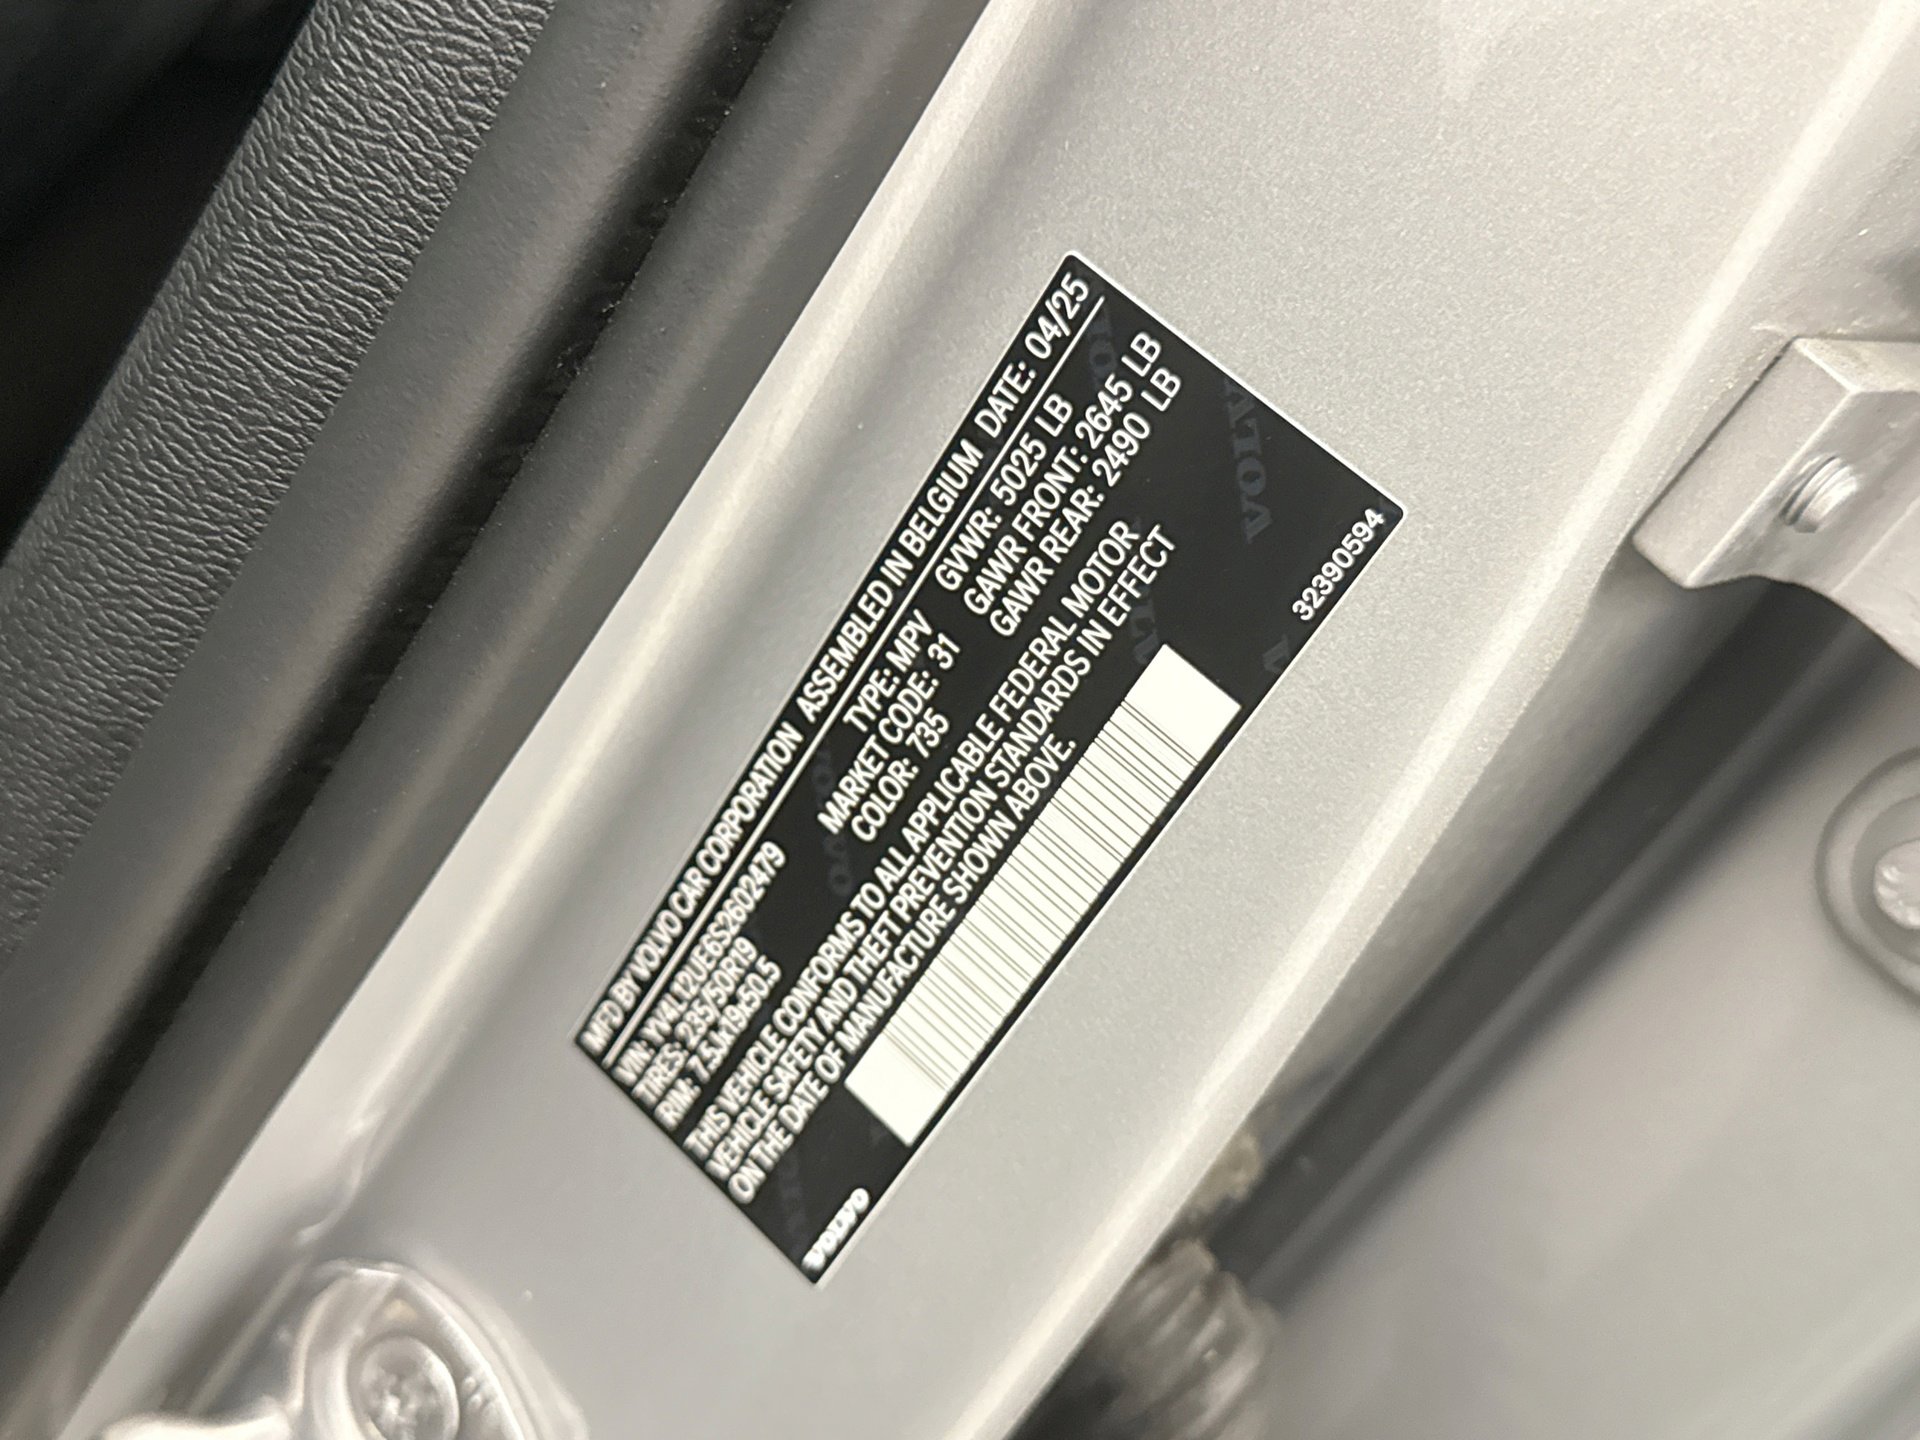 MFD BY VOLVO CAR CORPORATION ASSEMBLED IN BELGIUM DATE: 04/25
VIN: YV4L12UE6S2602479 TYPE: MPV GVWR: 5025 LB
TIRES: 235/50R19 MARKET CODE: 31 GAWR FRONT: 2645 LB
RIM: 7.5Jx19x50.5 COLOR: 735 GAWR REAR: 2490 LB
THIS VEHICLE CONFORMS TO ALL APPLICABLE FEDERAL MOTOR
VEHICLE SAFETY AND THEFT PREVENTION STANDARDS IN EFFECT
ON THE DATE OF MANUFACTURE SHOWN ABOVE.
VOLVO 32390594